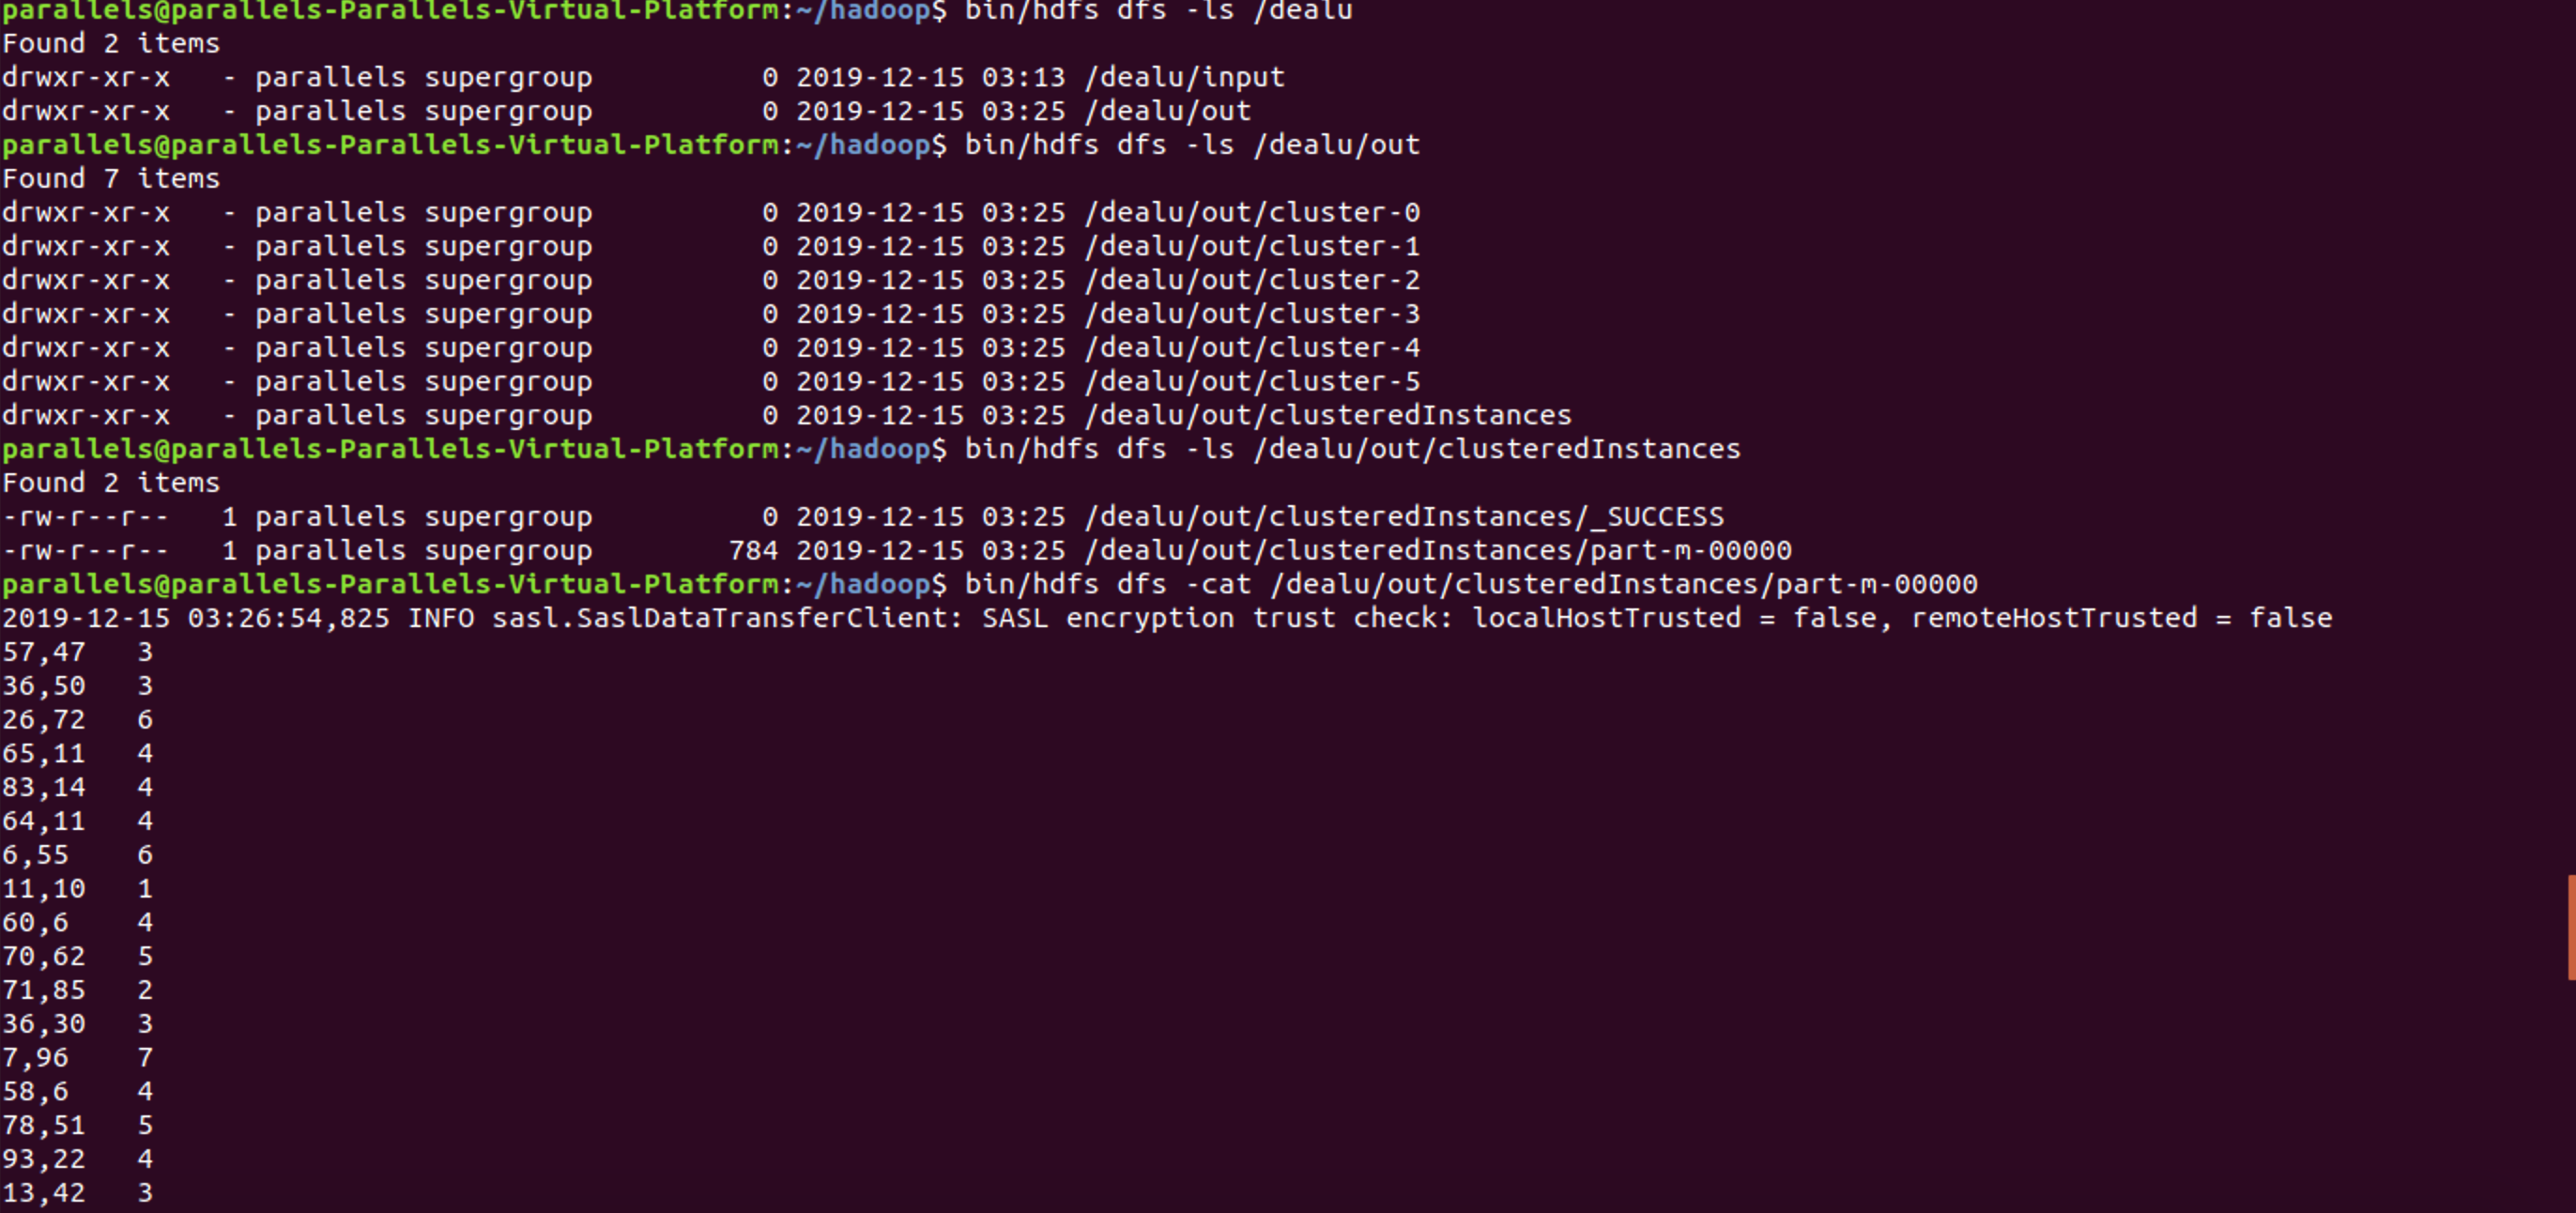 parallels@parallels-Parallels-Virtual-Platform:~/hadoop$ bin/hdfs dfs -ls /dealu
Found 2 items
drwxr-xr-x   - parallels supergroup          0 2019-12-15 03:13 /dealu/input
drwxr-xr-x   - parallels supergroup          0 2019-12-15 03:25 /dealu/out
parallels@parallels-Parallels-Virtual-Platform:~/hadoop$ bin/hdfs dfs -ls /dealu/out
Found 7 items
drwxr-xr-x   - parallels supergroup          0 2019-12-15 03:25 /dealu/out/cluster-0
drwxr-xr-x   - parallels supergroup          0 2019-12-15 03:25 /dealu/out/cluster-1
drwxr-xr-x   - parallels supergroup          0 2019-12-15 03:25 /dealu/out/cluster-2
drwxr-xr-x   - parallels supergroup          0 2019-12-15 03:25 /dealu/out/cluster-3
drwxr-xr-x   - parallels supergroup          0 2019-12-15 03:25 /dealu/out/cluster-4
drwxr-xr-x   - parallels supergroup          0 2019-12-15 03:25 /dealu/out/cluster-5
drwxr-xr-x   - parallels supergroup          0 2019-12-15 03:25 /dealu/out/clusteredInstances
parallels@parallels-Parallels-Virtual-Platform:~/hadoop$ bin/hdfs dfs -ls /dealu/out/clusteredInstances
Found 2 items
-rw-r--r--   1 parallels supergroup          0 2019-12-15 03:25 /dealu/out/clusteredInstances/_SUCCESS
-rw-r--r--   1 parallels supergroup        784 2019-12-15 03:25 /dealu/out/clusteredInstances/part-m-00000
parallels@parallels-Parallels-Virtual-Platform:~/hadoop$ bin/hdfs dfs -cat /dealu/out/clusteredInstances/part-m-00000
2019-12-15 03:26:54,825 INFO sasl.SaslDataTransferClient: SASL encryption trust check: localHostTrusted = false, remoteHostTrusted = false
57,47   3
36,50   3
26,72   6
65,11   4
83,14   4
64,11   4
6,55    6
11,10   1
60,6    4
70,62   5
71,85   2
36,30   3
7,96    7
58,6    4
78,51   5
93,22   4
13,42   3